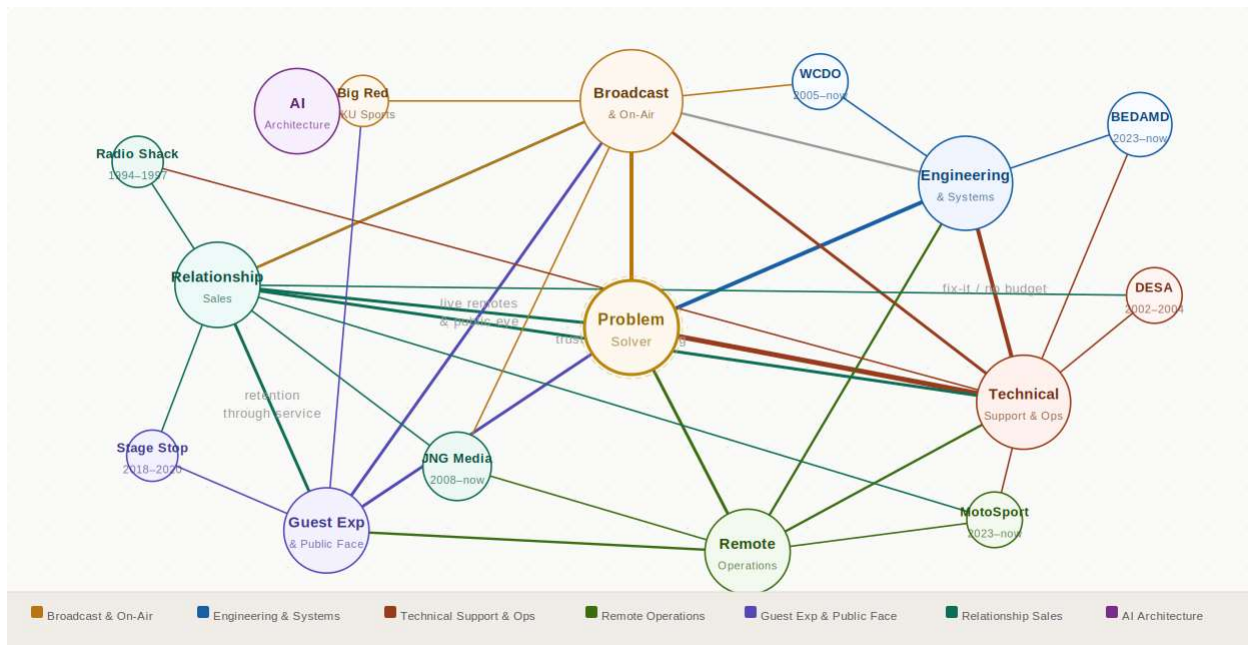 AI
Architecture
Big Red
KU Sports
Broadcast
& On-Air
WCDO
2005–now
BEDAMD
2023–now
Radio Shack
1994–1997
Engineering
& Systems
Relationship
Sales
live remotes
& public eye
Problem
Solver
fix-it / no budget
DESA
2002–2004
retention
through service
Technical
Support & Ops
Stage Stop
2018–2020
JNG Media
2008–now
MotoSport
2023–now
Guest Exp
& Public Face
Remote
Operations
Broadcast & On-Air
Engineering & Systems
Technical Support & Ops
Remote Operations
Guest Exp & Public Face
Relationship Sales
AI Architecture